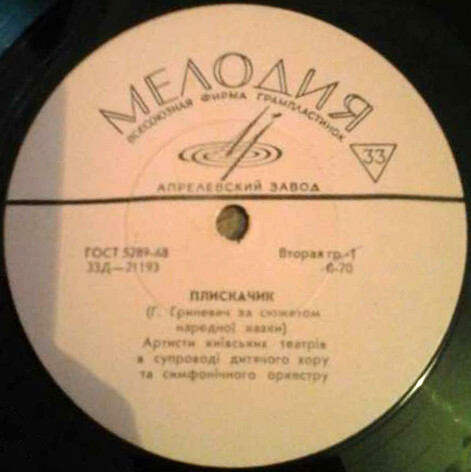 МЕЛОДИЯ
ВСЕСОЮЗНАЯ ФИРМА ГРАМПЛАСТИНОК
33
АПРЕЛЕВСКИЙ ЗАВОД
ГОСТ 5289-68 Вторая гр.-1
33Д—21193 6-70
ПЛИСКАЧИК
(Г. Гриневич за сюжетом
народної казки)
Артисти київських театрів
в супроводі дитячого хору
та симфонічного оркестру